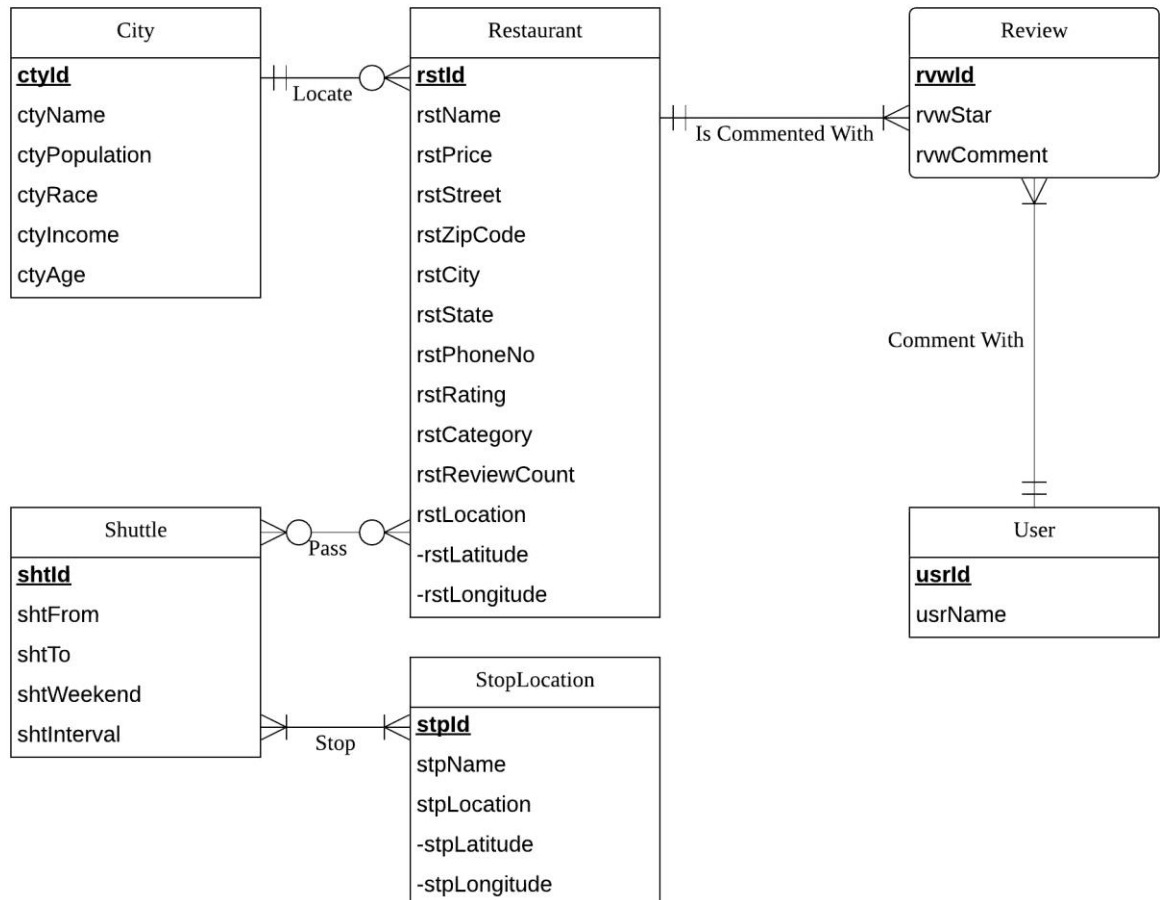 City
ctyId
ctyName
ctyPopulation
ctyRace
ctyIncome
ctyAge
Locate
Restaurant
rstId
rstName
rstPrice
rstStreet
rstZipCode
rstCity
rstState
rstPhoneNo
rstRating
rstCategory
rstReviewCount
rstLocation
-rstLatitude
-rstLongitude
Is Commented With
Review
rvwId
rvwStar
rvwComment
Comment With
User
usrId
usrName
Shuttle
shtId
shtFrom
shtTo
shtWeekend
shtInterval
Pass
Stop
StopLocation
stpId
stpName
stpLocation
-stpLatitude
-stpLongitude